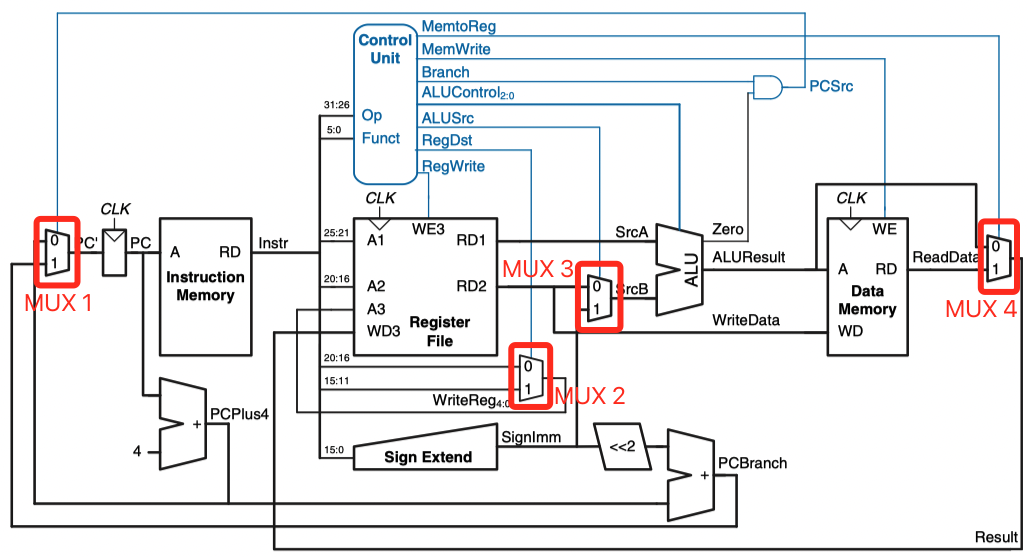 MemtoReg
Control
Unit
MemWrite
Branch
PCSrc
ALUControl2:0
31:26
Op
ALUSrc
5:0
Funct
RegDst
RegWrite
CLK
CLK
CLK
0
1
PC'
PC
A
RD
Instr
Instruction
Memory
25:21
A1
WE3
RD1
SrcA
Zero
WE
0
1
MUX 1
MUX 3
20:16
A2
RD2
0
1
SrcB
ALU
ALUResult
A
RD
ReadData
Data
Memory
MUX 4
A3
WD3
Register
File
WriteData
WD
20:16
0
15:11
1
MUX 2
WriteReg4:0
PCPlus4
+
4
SignImm
15:0
Sign Extend
<<2
+
PCBranch
Result